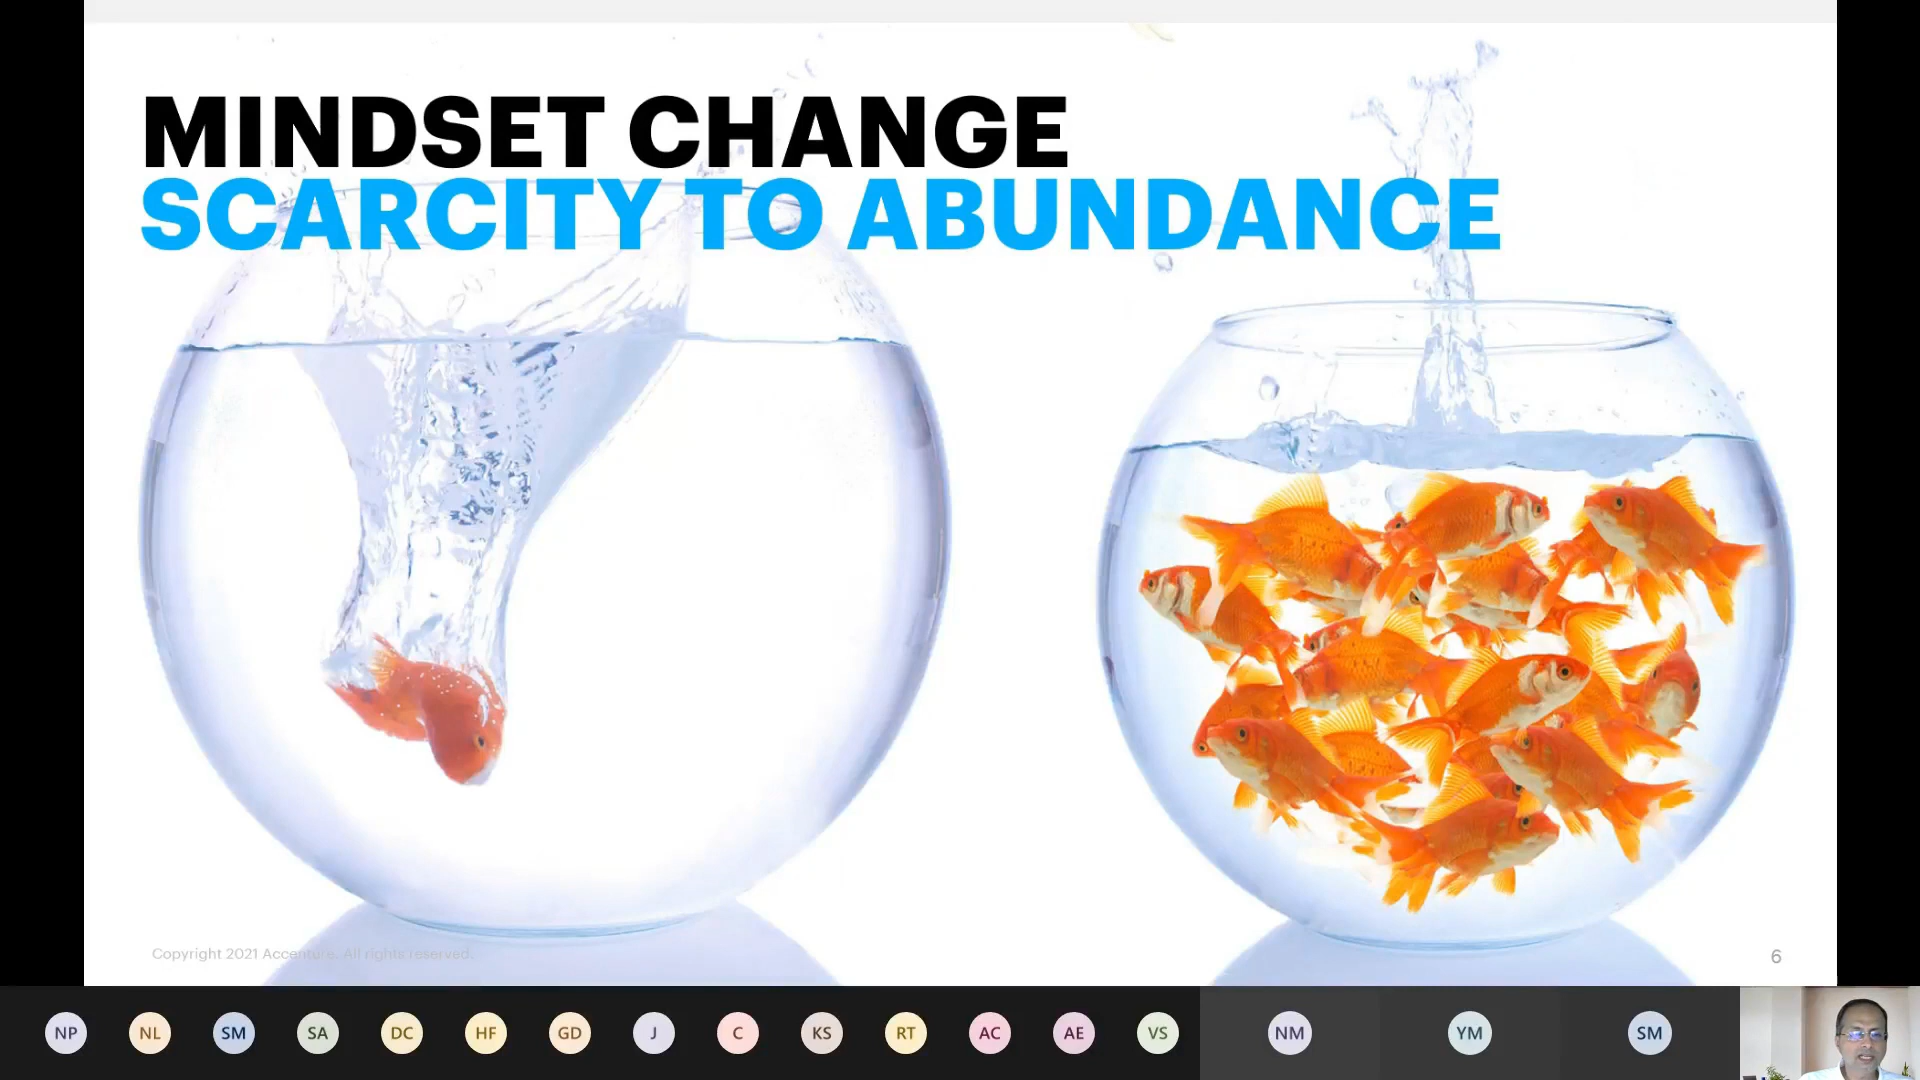 MINDSET CHANGE
SCARCITY TO ABUNDANCE
Copyright 2021 Accenture. All rights reserved.
6
NP NL SM SA DC HF GD J C KS RT AC AE VS NM YM SM